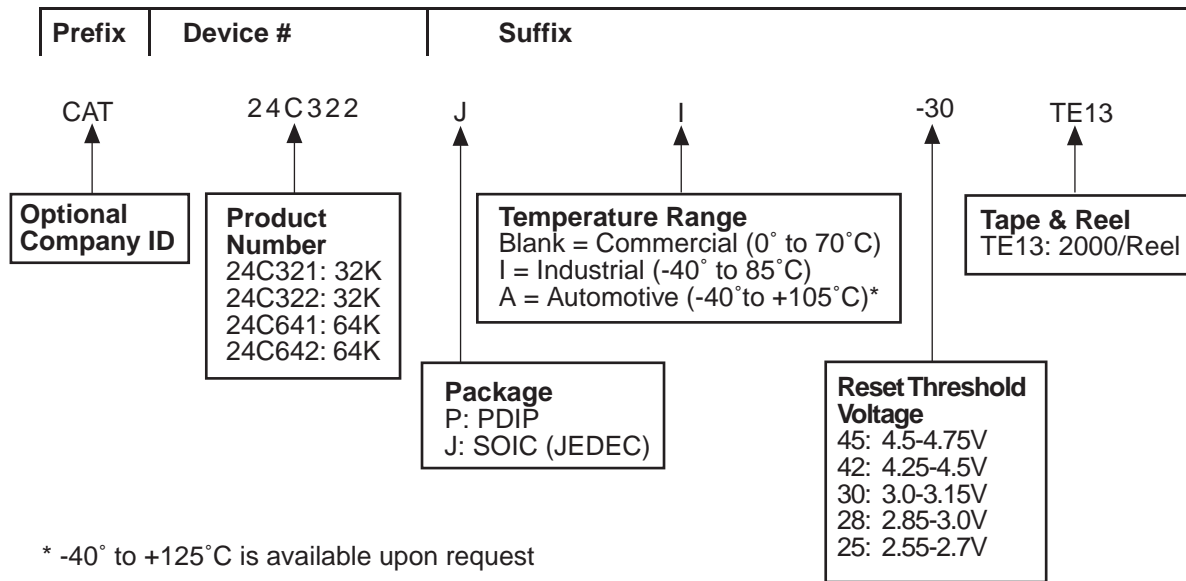 Prefix Device # Suffix
CAT 24C322 J I -30 TE13
Optional
Company ID
Product
Number
24C321: 32K
24C322: 32K
24C641: 64K
24C642: 64K
Temperature Range
Blank = Commercial (0˚ to 70˚C)
I = Industrial (-40˚ to 85˚C)
A = Automotive (-40˚to +105˚C)*
Tape & Reel
TE13: 2000/Reel
Package
P: PDIP
J: SOIC (JEDEC)
Reset Threshold
Voltage
45: 4.5-4.75V
42: 4.25-4.5V
30: 3.0-3.15V
28: 2.85-3.0V
25: 2.55-2.7V
* -40˚ to +125˚C is available upon request